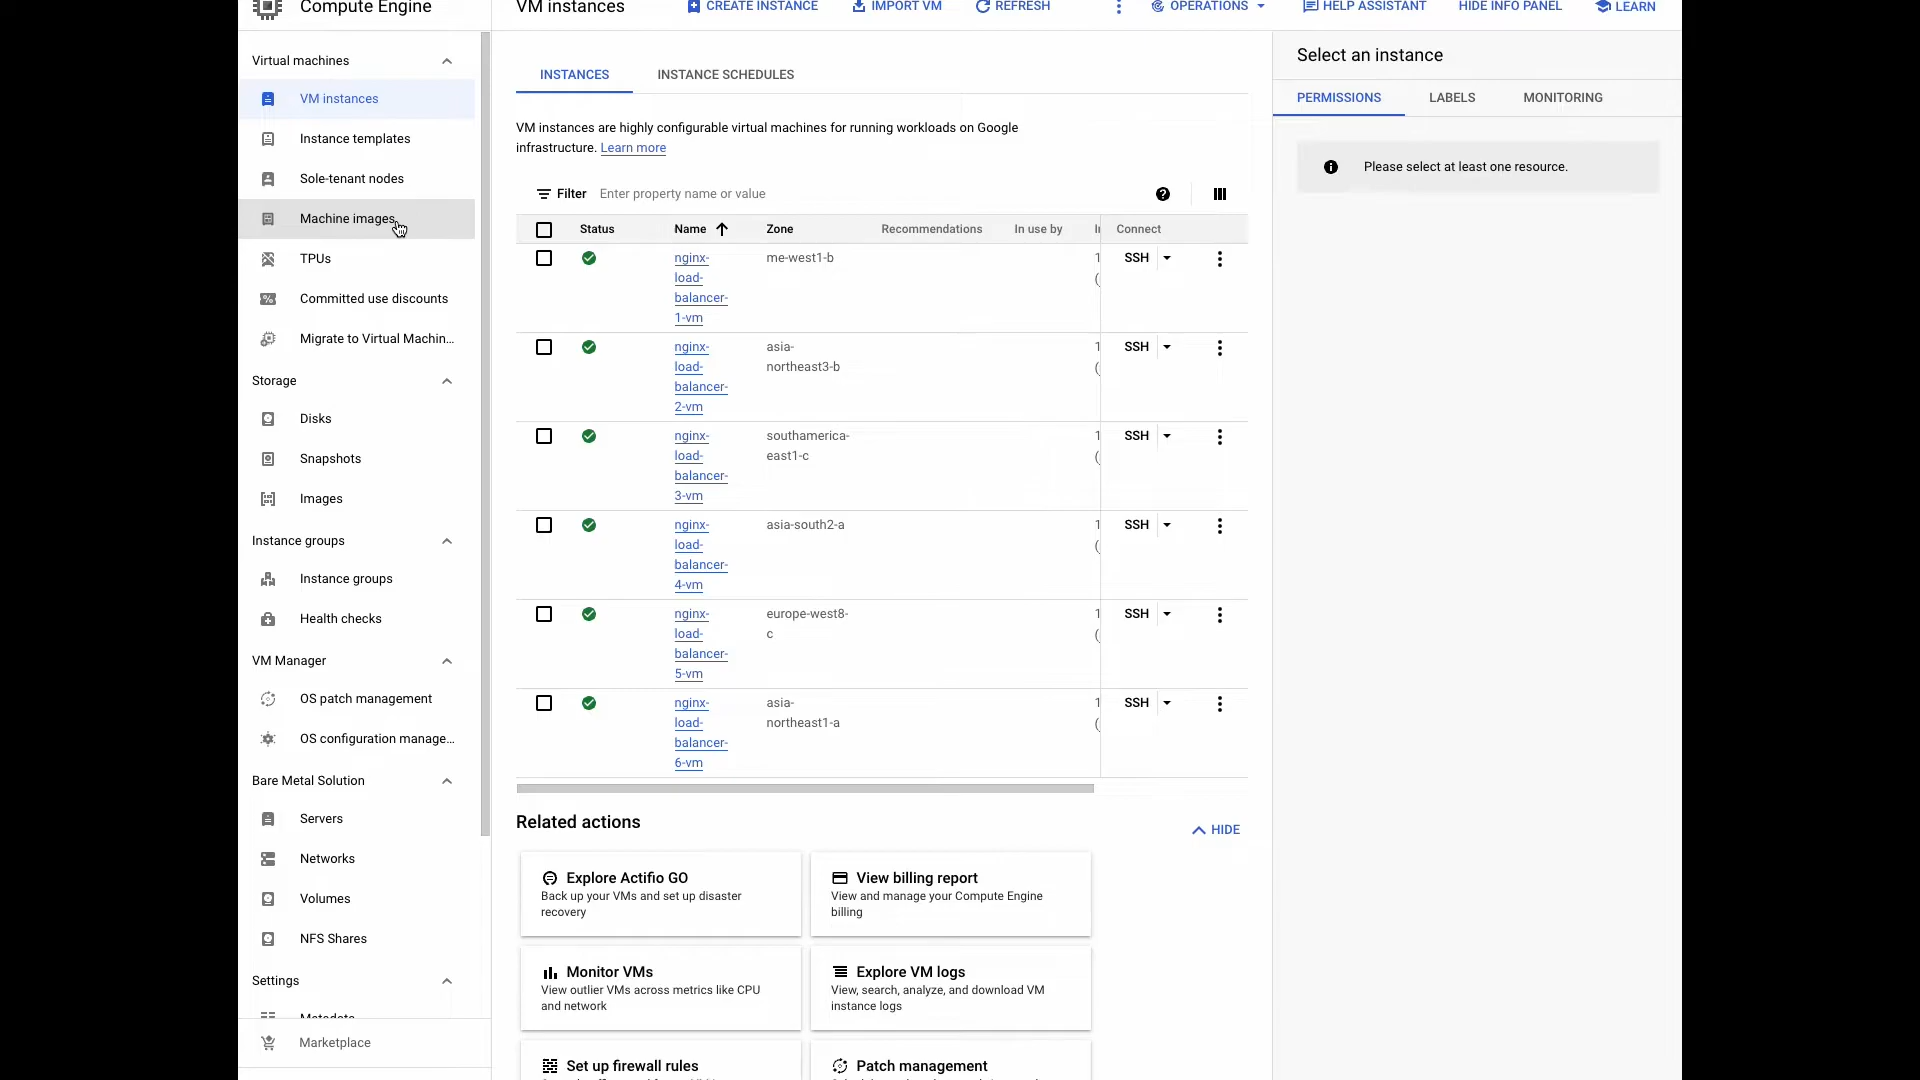 Compute Engine
VM instances
CREATE INSTANCE
IMPORT VM
REFRESH
OPERATIONS
HELP ASSISTANT
HIDE INFO PANEL
LEARN
Virtual machines
VM instances
Instance templates
Sole-tenant nodes
Machine images
TPUs
Committed use discounts
Migrate to Virtual Machin...
Storage
Disks
Snapshots
Images
Instance groups
Instance groups
Health checks
VM Manager
OS patch management
OS configuration manage...
Bare Metal Solution
Servers
Networks
Volumes
NFS Shares
Settings
Metadata
Marketplace
INSTANCES
INSTANCE SCHEDULES
VM instances are highly configurable virtual machines for running workloads on Google
infrastructure. Learn more
Filter Enter property name or value
Status Name Zone Recommendations In use by Connect
nginx-
load-
balancer-
1-vm
me-west1-b
1
(
SSH
nginx-
load-
balancer-
2-vm
asia-
northeast3-b
1
(
SSH
nginx-
load-
balancer-
3-vm
southamerica-
east1-c
1
(
SSH
nginx-
load-
balancer-
4-vm
asia-south2-a
1
(
SSH
nginx-
load-
balancer-
5-vm
europe-west8-
c
1
(
SSH
nginx-
load-
balancer-
6-vm
asia-
northeast1-a
1
(
SSH
Related actions
HIDE
Explore Actifio GO
Back up your VMs and set up disaster
recovery
View billing report
View and manage your Compute Engine
billing
Monitor VMs
View outlier VMs across metrics like CPU
and network
Explore VM logs
View, search, analyze, and download VM
instance logs
Set up firewall rules
Patch management
Select an instance
PERMISSIONS
LABELS
MONITORING
Please select at least one resource.